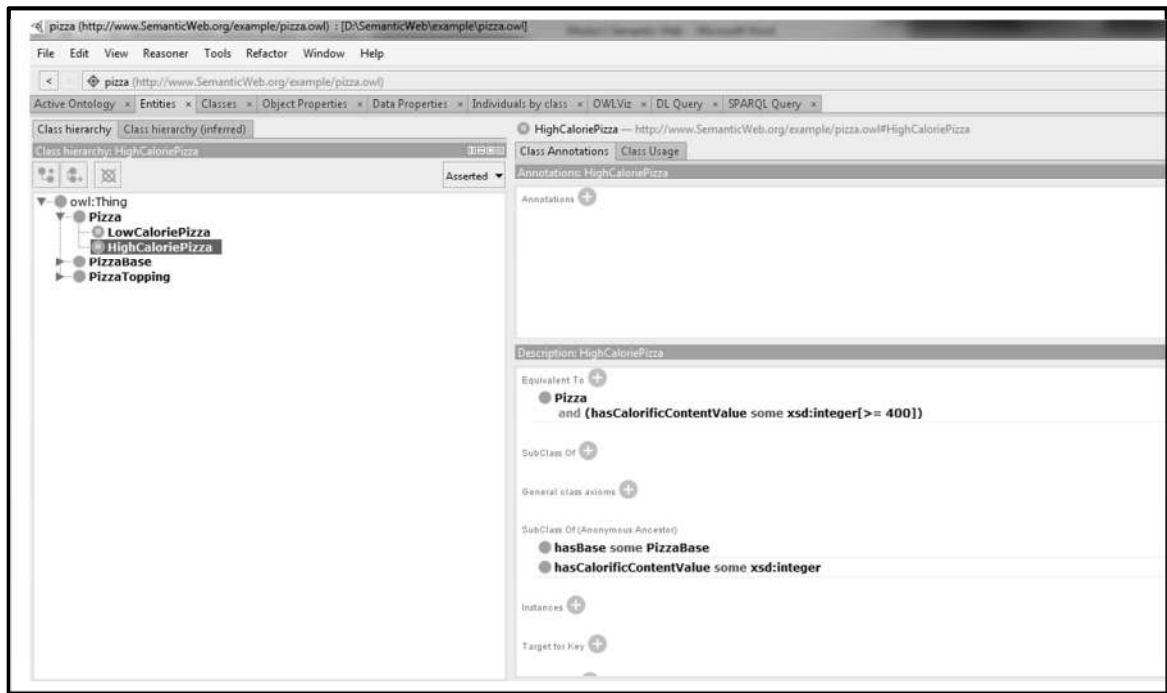 pizza (http://www.SemanticWeb.org/example/pizza.owl) : [D:\SemanticWeb\example\pizza.owl]
File Edit View Reasoner Tools Refactor Window Help
< pizza (http://www.SemanticWeb.org/example/pizza.owl)
Active Ontology × Entities × Classes × Object Properties × Data Properties × Individuals by class × OWLViz × DL Query × SPARQL Query ×
Class hierarchy Class hierarchy (inferred)
Class hierarchy: HighCaloriePizza
Asserted
owl:Thing
Pizza
LowCaloriePizza
HighCaloriePizza
PizzaBase
PizzaTopping
HighCaloriePizza — http://www.SemanticWeb.org/example/pizza.owl#HighCaloriePizza
Class Annotations Class Usage
Annotations: HighCaloriePizza
Annotations
Description: HighCaloriePizza
Equivalent To
Pizza
and (hasCalorificContentValue some xsd:integer[>= 400])
SubClass Of
General class axioms
SubClass Of (Anonymous Ancestor)
hasBase some PizzaBase
hasCalorificContentValue some xsd:integer
Instances
Target for Key